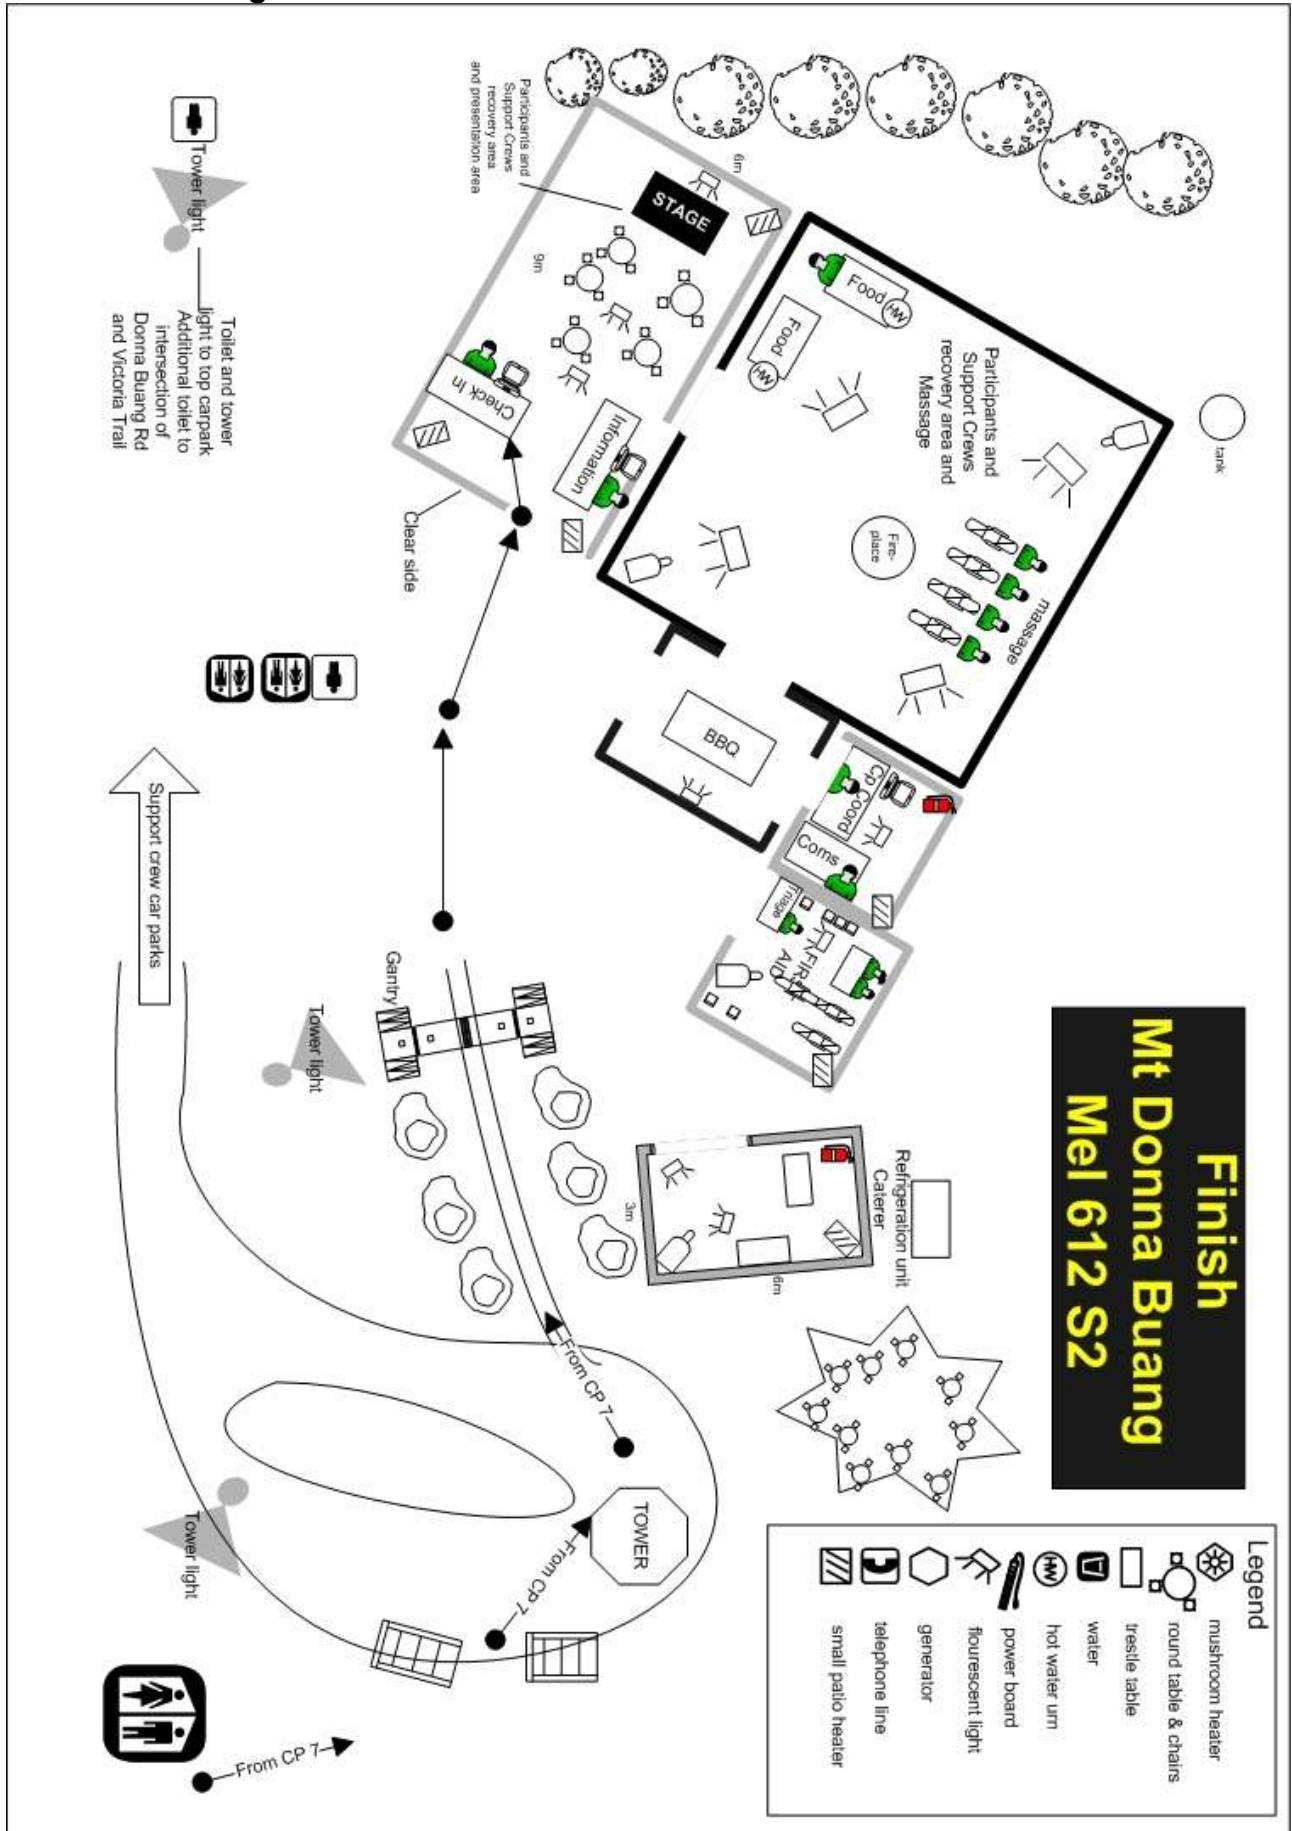 Finish
Mt Donna Buang
Mel 612 S2
Legend
mushroom heater
round table & chairs
trestle table
water
HW
hot water urn
power board
flourescent light
generator
telephone line
small patio heater
tank
Participants and
Support Crews
recovery area and
Massage
massage
Fire-
place
Food
HW
Food
HW
6m
STAGE
Participants and
Support Crews
recovery area
and presentation area
9m
Check In
Information
Clear side
BBQ
Cp Coord
Coms
Triage
FIRST
AID
Refrigeration unit
Caterer
3m
6m
Gantry
Tower light
Toilet and tower
light to top carpark
Additional toilet to
intersection of
Donna Buang Rd
and Victoria Trail
Support crew car parks
Tower light
From CP 7
TOWER
From CP 7
Tower light
From CP 7